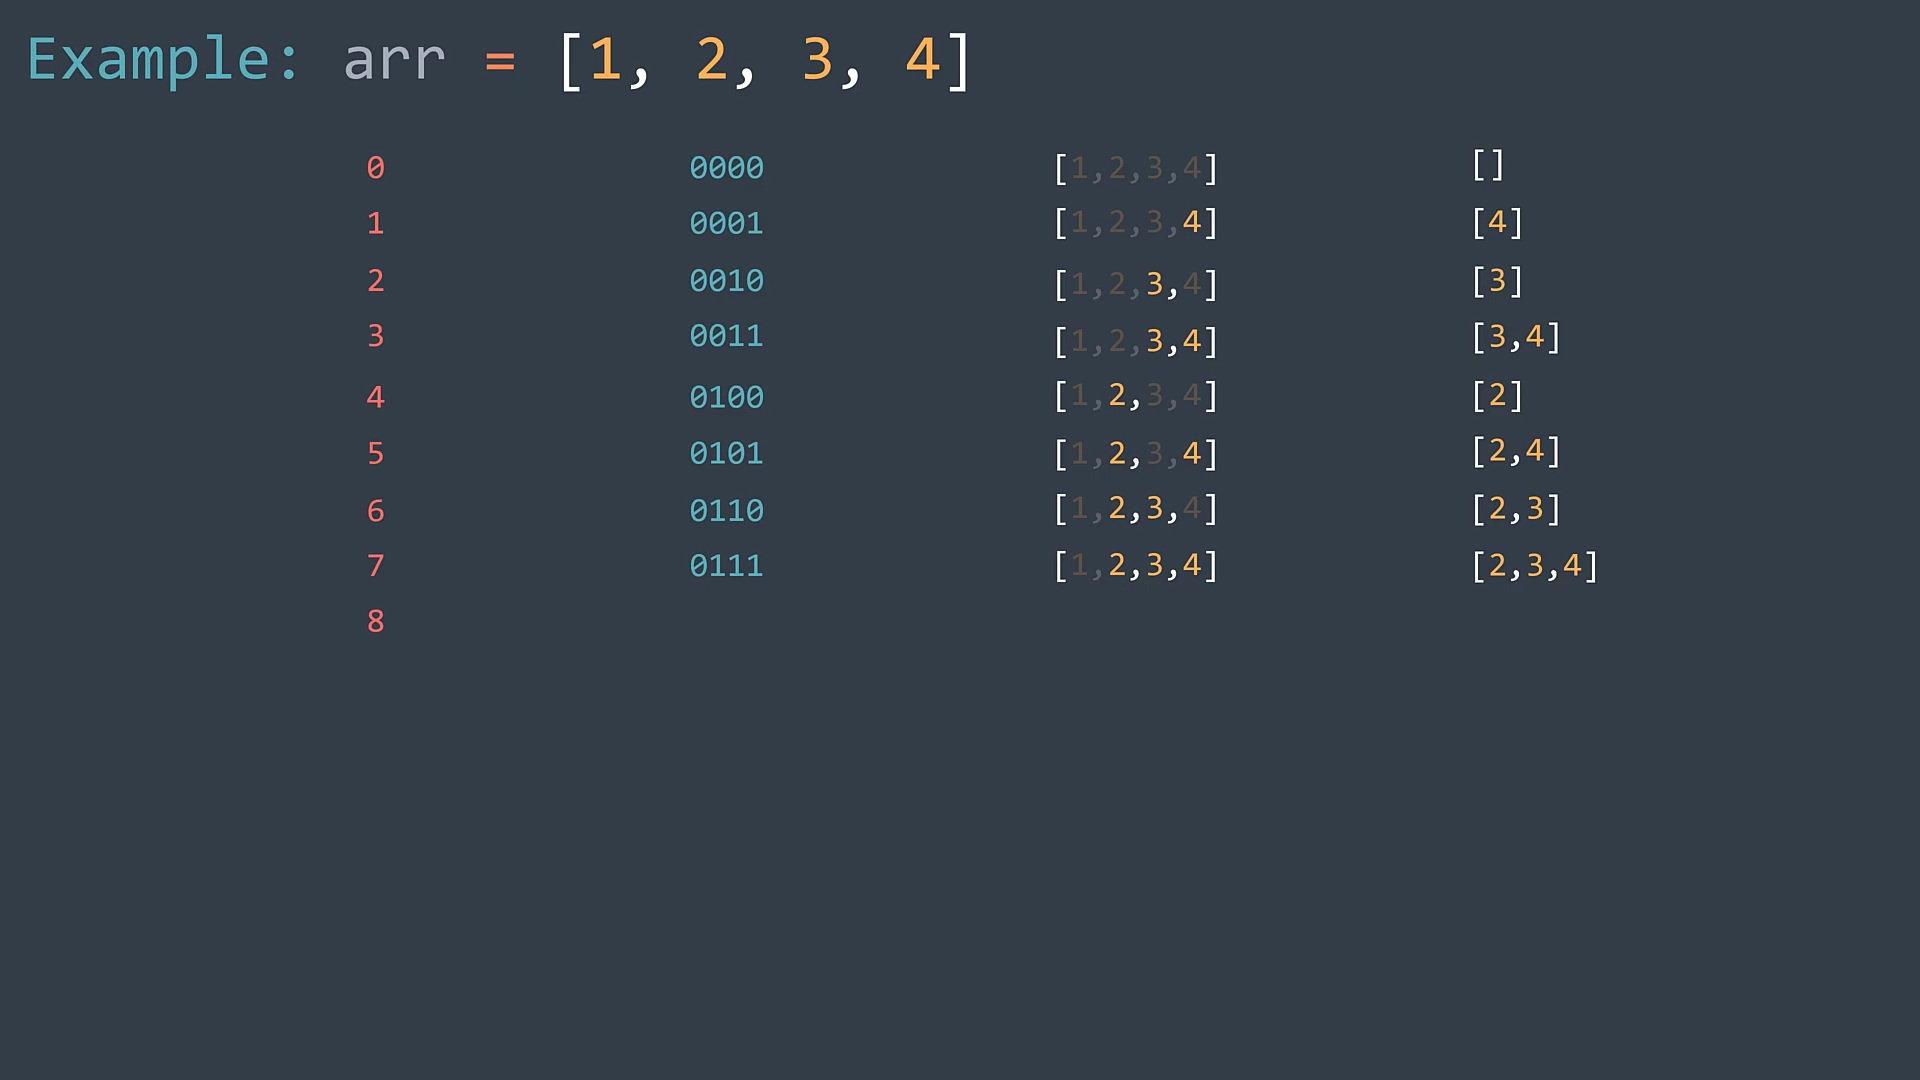 Example: arr = [1, 2, 3, 4]
0 0000 [1,2,3,4] []
1 0001 [1,2,3,4] [4]
2 0010 [1,2,3,4] [3]
3 0011 [1,2,3,4] [3,4]
4 0100 [1,2,3,4] [2]
5 0101 [1,2,3,4] [2,4]
6 0110 [1,2,3,4] [2,3]
7 0111 [1,2,3,4] [2,3,4]
8